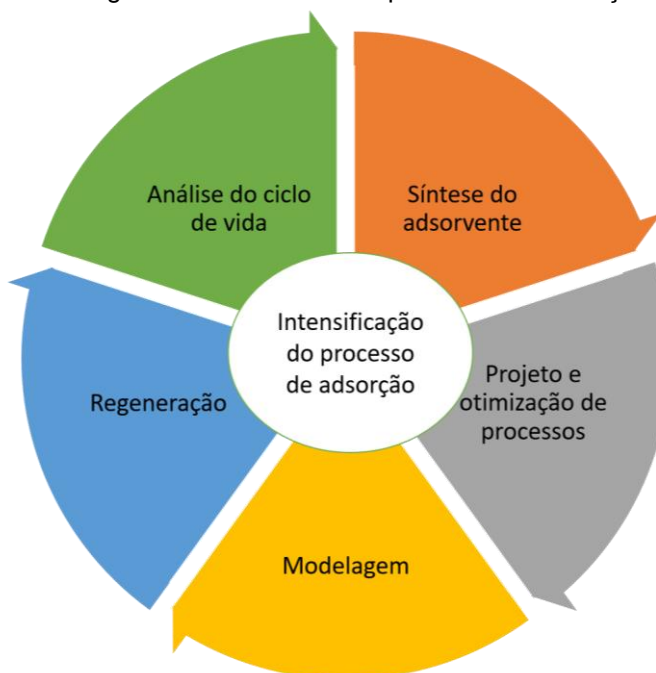 Análise do ciclo
de vida
Síntese do
adsorvente
Intensificação
do processo
de adsorção
Regeneração
Projeto e
otimização de
processos
Modelagem